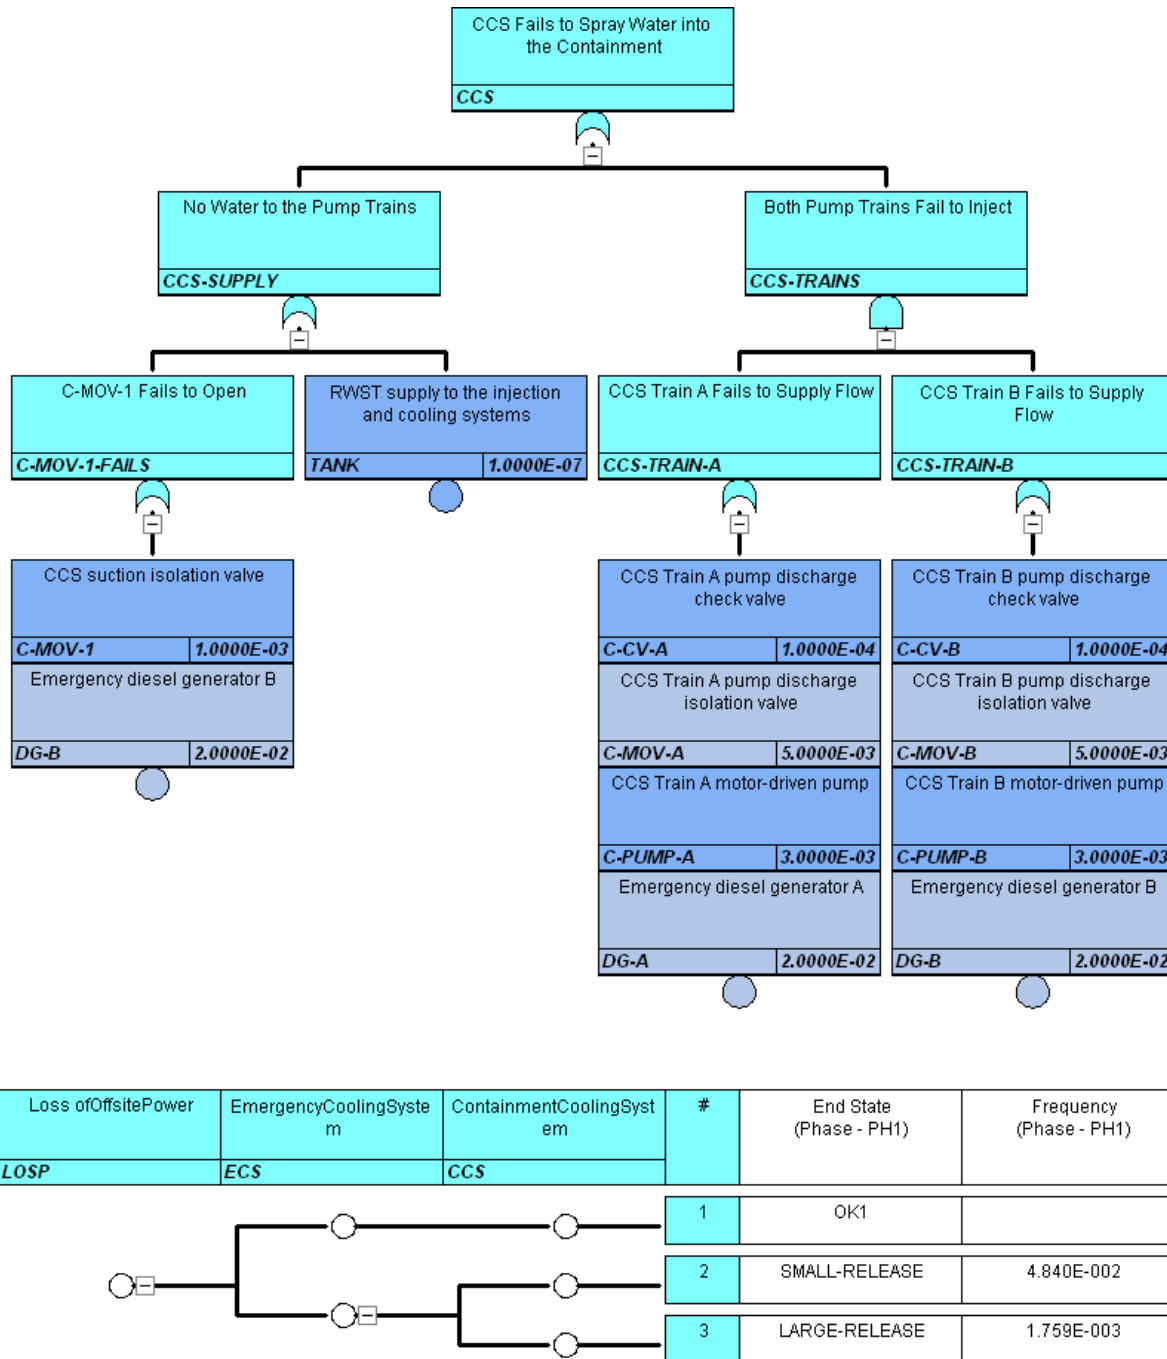 CCS Fails to Spray Water into
the Containment
CCS
No Water to the Pump Trains
CCS-SUPPLY
Both Pump Trains Fail to Inject
CCS-TRAINS
C-MOV-1 Fails to Open
C-MOV-1-FAILS
RWST supply to the injection
and cooling systems
TANK 1.0000E-07
CCS Train A Fails to Supply Flow
CCS-TRAIN-A
CCS Train B Fails to Supply
Flow
CCS-TRAIN-B
CCS suction isolation valve
C-MOV-1 1.0000E-03
Emergency diesel generator B
DG-B 2.0000E-02
CCS Train A pump discharge
check valve
C-CV-A 1.0000E-04
CCS Train A pump discharge
isolation valve
C-MOV-A 5.0000E-03
CCS Train A motor-driven pump
C-PUMP-A 3.0000E-03
Emergency diesel generator A
DG-A 2.0000E-02
CCS Train B pump discharge
check valve
C-CV-B 1.0000E-04
CCS Train B pump discharge
isolation valve
C-MOV-B 5.0000E-03
CCS Train B motor-driven pump
C-PUMP-B 3.0000E-03
Emergency diesel generator B
DG-B 2.0000E-02
Loss ofOffsitePower
LOSP
EmergencyCoolingSyste
m
ECS
ContainmentCoolingSyst
em
CCS
#
End State
(Phase - PH1)
Frequency
(Phase - PH1)
1 OK1
2 SMALL-RELEASE 4.840E-002
3 LARGE-RELEASE 1.759E-003